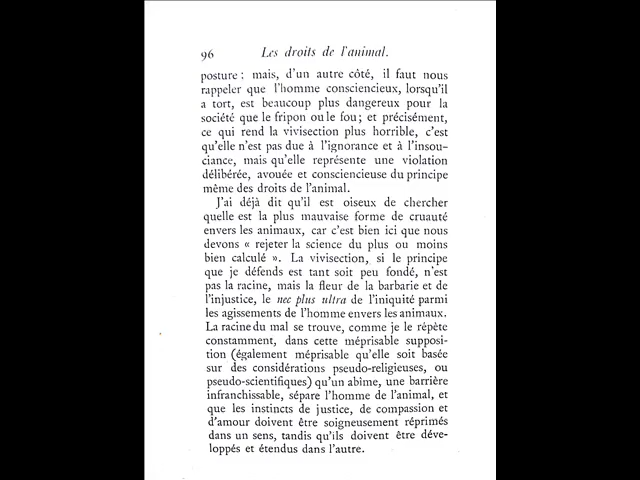 96 Les droits de l'animal.
posture : mais, d'un autre côté, il faut nous
rappeler que l'homme consciencieux, lorsqu'il
a tort, est beaucoup plus dangereux pour la
société que le fripon ou le fou ; et précisément,
ce qui rend la vivisection plus horrible, c'est
qu'elle n'est pas due à l'ignorance et à l'insou-
ciance, mais qu'elle représente une violation
délibérée, avouée et consciencieuse du principe
même des droits de l'animal.
J'ai déjà dit qu'il est oiseux de chercher
quelle est la plus mauvaise forme de cruauté
envers les animaux, car c'est bien ici que nous
devons « rejeter la science du plus ou moins
bien calculé ». La vivisection, si le principe
que je défends est tant soit peu fondé, n'est
pas la racine, mais la fleur de la barbarie et de
l'injustice, le nec plus ultra de l'iniquité parmi
les agissements de l'homme envers les animaux.
La racine du mal se trouve, comme je le répète
constamment, dans cette méprisable supposi-
tion (également méprisable qu'elle soit basée
sur des considérations pseudo-religieuses, ou
pseudo-scientifiques) qu'un abîme, une barrière
infranchissable, sépare l'homme de l'animal, et
que les instincts de justice, de compassion et
d'amour doivent être soigneusement réprimés
dans un sens, tandis qu'ils doivent être déve-
loppés et étendus dans l'autre.